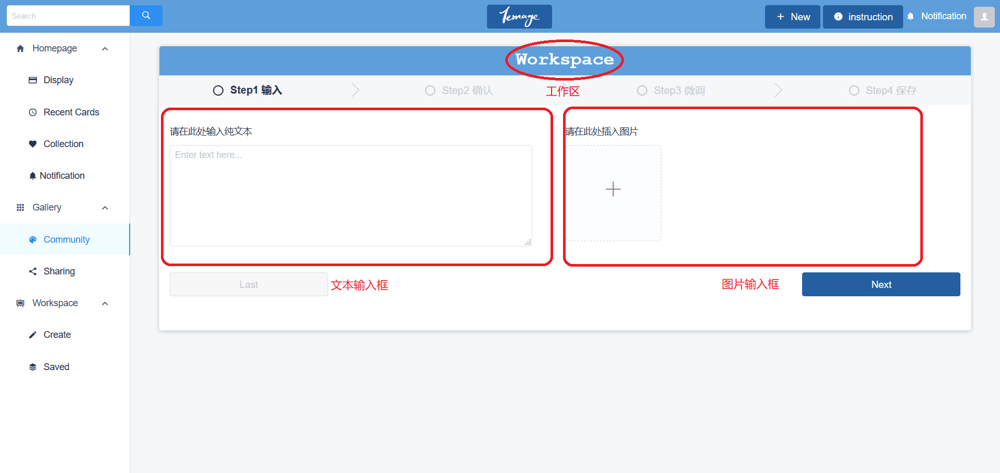 Search
Temage
New
instruction
Notification
Homepage
Display
Recent Cards
Collection
Notification
Gallery
Community
Sharing
Workspace
Create
Saved
Workspace
Step1 输入
Step2 确认
工作区
Step3 微调
Step4 保存
请在此处输入纯文本
Enter text here...
请在此处插入图片
Last
文本输入框
图片输入框
Next